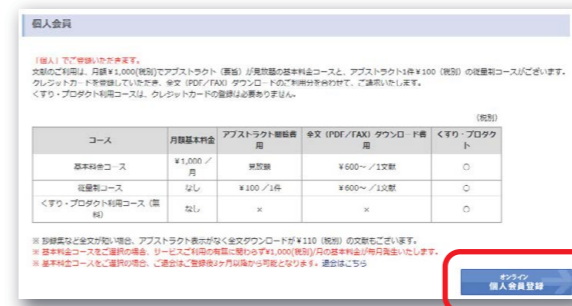 個人会員
「個人」でご登録いただきます。
文献のご利用は、月額￥1,000(税別)でアブストラクト（要旨）が見放題の基本料金コースと、アブストラクト1件￥100（税別）の従量制コースがございます。
クレジットカードを登録していただき、全文（PDF/FAX）ダウンロードのご利用分を合わせて、ご請求いたします。
くすり・プロダクト利用コースは、クレジットカードの登録は必要ありません。
(税別)
コース 月額基本料金 アブストラクト閲覧費用 全文（PDF/FAX）ダウンロード費用 くすり・プロダクト
基本料金コース ￥1,000／月 見放題 ￥600～／1文献 ○
従量制コース なし ￥100／1件 ￥600～／1文献 ○
くすり・プロダクト利用コース（無料） なし × × ○
※ 抄録集など全文が短い場合、アブストラクト表示がなく全文ダウンロードが￥110（税別）の文献もございます。
※ 基本料金コースをご選択の場合、サービスご利用の有無に関わらず￥1,000(税別)/月の基本料金が毎月発生いたします。
※ 基本料金コースをご選択の場合、ご退会はご登録後3ヶ月以降から可能となります。退会はこちら
オンライン
個人会員登録